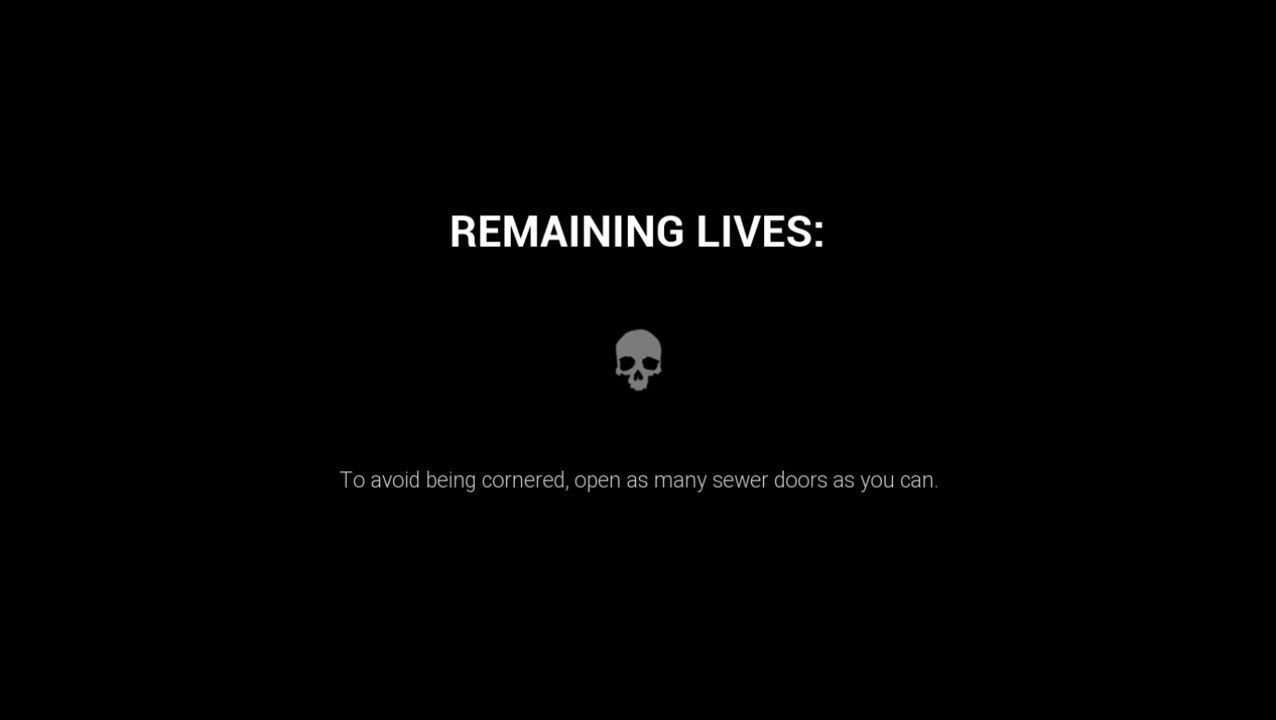 REMAINING LIVES:
To avoid being cornered, open as many sewer doors as you can.